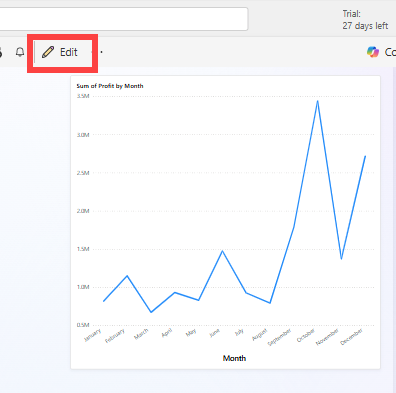 Trial:
27 days left
Edit
Co
Sum of Profit by Month
3.5M
3.0M
2.5M
2.0M
1.5M
1.0M
0.5M
January
February
March
April
May
June
July
August
September
October
November
December
Month